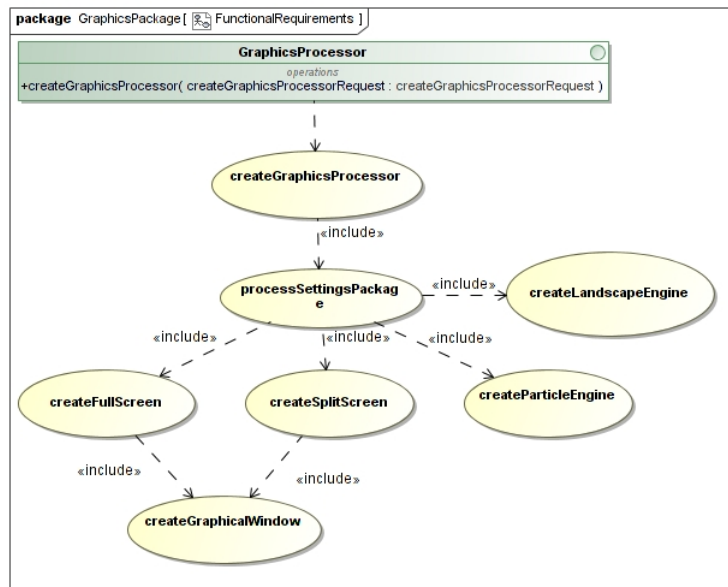 package GraphicsPackage [ FunctionalRequirements ]
GraphicsProcessor
operations
+createGraphicsProcessor( createGraphicsProcessorRequest : createGraphicsProcessorRequest )
createGraphicsProcessor
«include»
processSettingsPackag
e
«include»
createLandscapeEngine
«include»
«include»
«include»
createFullScreen
createSplitScreen
createParticleEngine
«include»
«include»
createGraphicalWindow